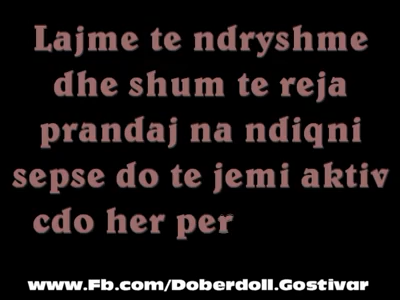 Lajme te ndryshme
dhe shum te reja
prandaj na ndiqni
sepse do te jemi aktiv
cdo her per
www.Fb.com/Doberdoll.Gostivar